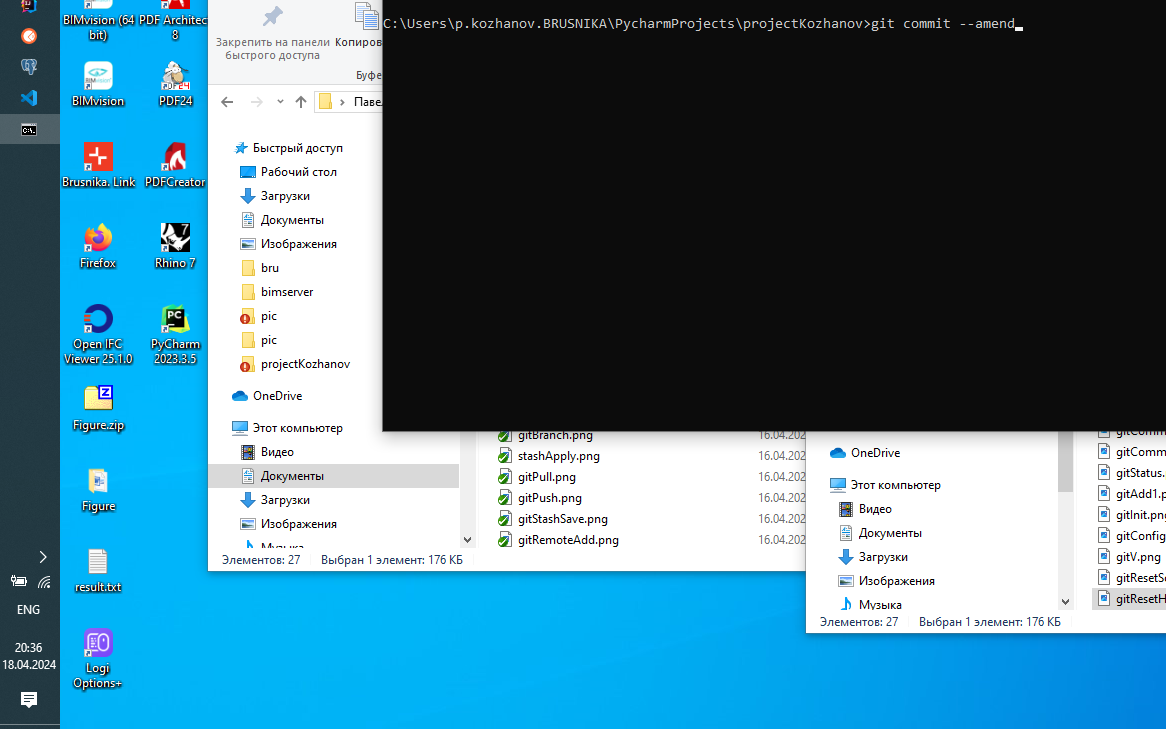 BIMVision (64 bit)
PDF Architect 8
BIMvision
PDF24
Brusnika. Link
PDFCreator
Firefox
Rhino 7
Open IFC Viewer 25.1.0
PyCharm 2023.3.5
Figure.zip
Figure
result.txt
Logi Options+
ENG
20:36
18.04.2024
Закрепить на панели быстрого доступа
Копиров
Буфе
Павел
Быстрый доступ
Рабочий стол
Загрузки
Документы
Изображения
bru
bimserver
pic
pic
projectKozhanov
OneDrive
Этот компьютер
Видео
Документы
Загрузки
Изображения
Музыка
Элементов: 27 Выбран 1 элемент: 176 КБ
C:\Users\p.kozhanov.BRUSNIKA\PycharmProjects\projectKozhanov>git commit --amend
gitBranch.png 16.04.202
stashApply.png 16.04.202
gitPull.png 16.04.202
gitPush.png 16.04.202
gitStashSave.png 16.04.202
gitRemoteAdd.png 16.04.202
OneDrive
Этот компьютер
Видео
Документы
Загрузки
Изображения
Музыка
Элементов: 27 Выбран 1 элемент: 176 КБ
gitComm
gitStatus.
gitAdd1.p
gitInit.png
gitConfig
gitV.png
gitResetSo
gitResetH